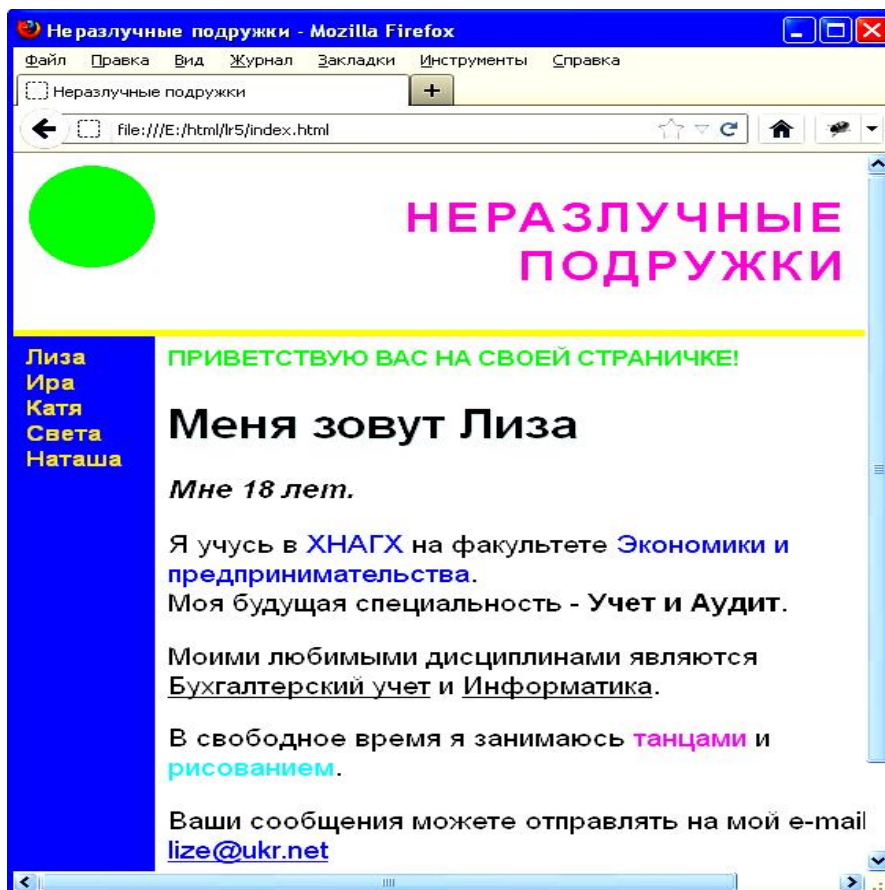 Неразлучные подружки - Mozilla Firefox
Файл Правка Вид Журнал Закладки Инструменты Справка
Неразлучные подружки
file:///E:/html/lr5/index.html
НЕРАЗЛУЧНЫЕ
ПОДРУЖКИ
Лиза
Ира
Катя
Света
Наташа
ПРИВЕТСТВУЮ ВАС НА СВОЕЙ СТРАНИЧКЕ!
Меня зовут Лиза
Мне 18 лет.
Я учусь в ХНАГХ на факультете Экономики и
предпринимательства.
Моя будущая специальность - Учет и Аудит.
Моими любимыми дисциплинами являются
Бухгалтерский учет и Информатика.
В свободное время я занимаюсь танцами и
рисованием.
Ваши сообщения можете отправлять на мой e-mail
lize@ukr.net